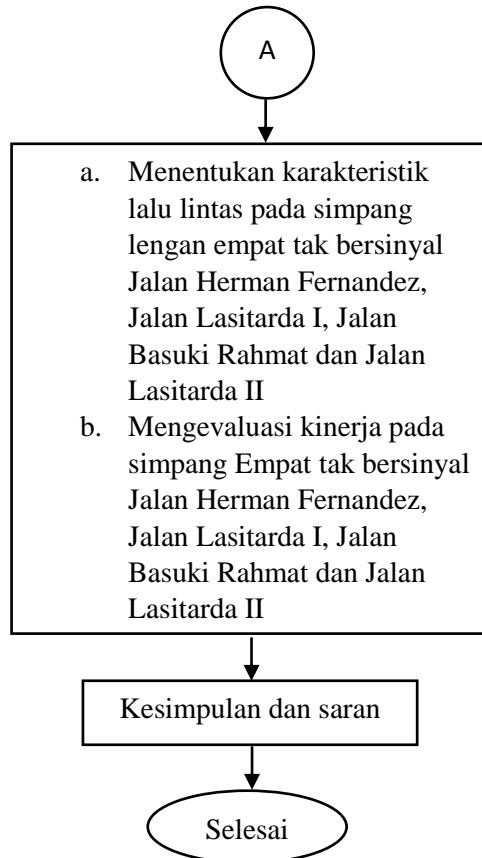 A
a. Menentukan karakteristik
lalu lintas pada simpang
lengan empat tak bersinyal
Jalan Herman Fernandez,
Jalan Lasitarda I, Jalan
Basuki Rahmat dan Jalan
Lasitarda II
b. Mengevaluasi kinerja pada
simpang Empat tak bersinyal
Jalan Herman Fernandez,
Jalan Lasitarda I, Jalan
Basuki Rahmat dan Jalan
Lasitarda II
Kesimpulan dan saran
Selesai